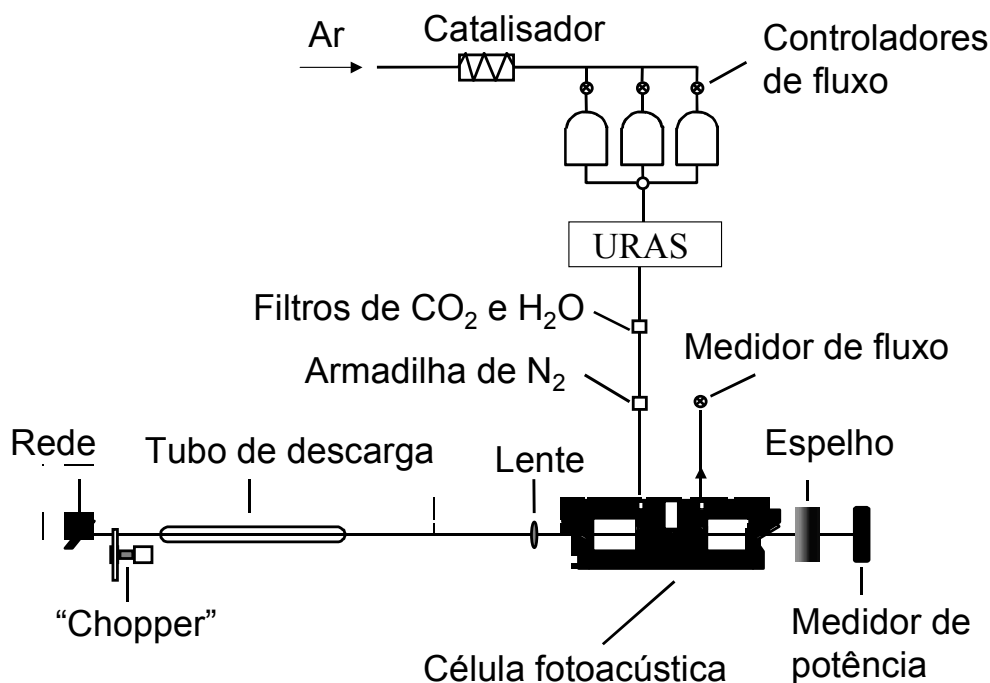 Ar
Catalisador
Controladores
de fluxo
URAS
Filtros de CO₂ e H₂O
Medidor de fluxo
Armadilha de N₂
Rede
Tubo de descarga
Lente
Espelho
“Chopper”
Célula fotoacústica
Medidor de
potência